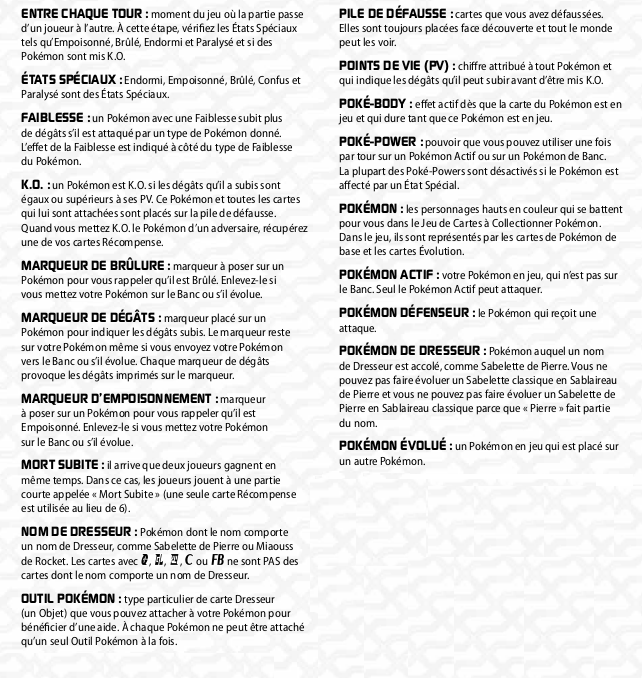 ENTRE CHAQUE TOUR : moment du jeu où la partie passe
d'un joueur à l'autre. À cette étape, vérifiez les États Spéciaux
tels qu'Empoisonné, Brûlé, Endormi et Paralysé et si des
Pokémon sont mis K.O.
ÉTATS SPÉCIAUX : Endormi, Empoisonné, Brûlé, Confus et
Paralysé sont des États Spéciaux.
FAIBLESSE : un Pokémon avec une Faiblesse subit plus
de dégâts s'il est attaqué par un type de Pokémon donné.
L'effet de la Faiblesse est indiqué à côté du type de Faiblesse
du Pokémon.
K.O. : un Pokémon est K.O. si les dégâts qu'il a subis sont
égaux ou supérieurs à ses PV. Ce Pokémon et toutes les cartes
qui lui sont attachées sont placés sur la pile de défausse.
Quand vous mettez K.O. le Pokémon d'un adversaire, récupérez
une de vos cartes Récompense.
MARQUEUR DE BRÛLURE : marqueur à poser sur un
Pokémon pour vous rappeler qu'il est Brûlé. Enlevez-le si
vous mettez votre Pokémon sur le Banc ou s'il évolue.
MARQUEUR DE DÉGÂTS : marqueur placé sur un
Pokémon pour indiquer les dégâts subis. Le marqueur reste
sur votre Pokémon même si vous envoyez votre Pokémon
vers le Banc ou s'il évolue. Chaque marqueur de dégâts
provoque les dégâts imprimés sur le marqueur.
MARQUEUR D'EMPOISONNEMENT : marqueur
à poser sur un Pokémon pour vous rappeler qu'il est
Empoisonné. Enlevez-le si vous mettez votre Pokémon
sur le Banc ou s'il évolue.
MORT SUBITE : il arrive que deux joueurs gagnent en
même temps. Dans ce cas, les joueurs jouent à une partie
courte appelée « Mort Subite » (une seule carte Récompense
est utilisée au lieu de 6).
NOM DE DRESSEUR : Pokémon dont le nom comporte
un nom de Dresseur, comme Sabelette de Pierre ou Miaouss
de Rocket. Les cartes avec , , , C ou FB ne sont PAS des
cartes dont le nom comporte un nom de Dresseur.
OUTIL POKÉMON : type particulier de carte Dresseur
(un Objet) que vous pouvez attacher à votre Pokémon pour
bénéficier d'une aide. À chaque Pokémon ne peut être attaché
qu'un seul Outil Pokémon à la fois.
PILE DE DÉFAUSSE : cartes que vous avez défaussées.
Elles sont toujours placées face découverte et tout le monde
peut les voir.
POINTS DE VIE (PV) : chiffre attribué à tout Pokémon et
qui indique les dégâts qu'il peut subir avant d'être mis K.O.
POKÉ-BODY : effet actif dès que la carte du Pokémon est en
jeu et qui dure tant que ce Pokémon est en jeu.
POKÉ-POWER : pouvoir que vous pouvez utiliser une fois
par tour sur un Pokémon Actif ou sur un Pokémon de Banc.
La plupart des Poké-Powers sont désactivés si le Pokémon est
affecté par un État Spécial.
POKÉMON : les personnages hauts en couleur qui se battent
pour vous dans le Jeu de Cartes à Collectionner Pokémon.
Dans le jeu, ils sont représentés par les cartes de Pokémon de
base et les cartes Évolution.
POKÉMON ACTIF : votre Pokémon en jeu, qui n'est pas sur
le Banc. Seul le Pokémon Actif peut attaquer.
POKÉMON DÉFENSEUR : le Pokémon qui reçoit une
attaque.
POKÉMON DE DRESSEUR : Pokémon auquel un nom
de Dresseur est accolé, comme Sabelette de Pierre. Vous ne
pouvez pas faire évoluer un Sabelette classique en Sablaireau
de Pierre et vous ne pouvez pas faire évoluer un Sabelette de
Pierre en Sablaireau classique parce que « Pierre » fait partie
du nom.
POKÉMON ÉVOLUÉ : un Pokémon en jeu qui est placé sur
un autre Pokémon.